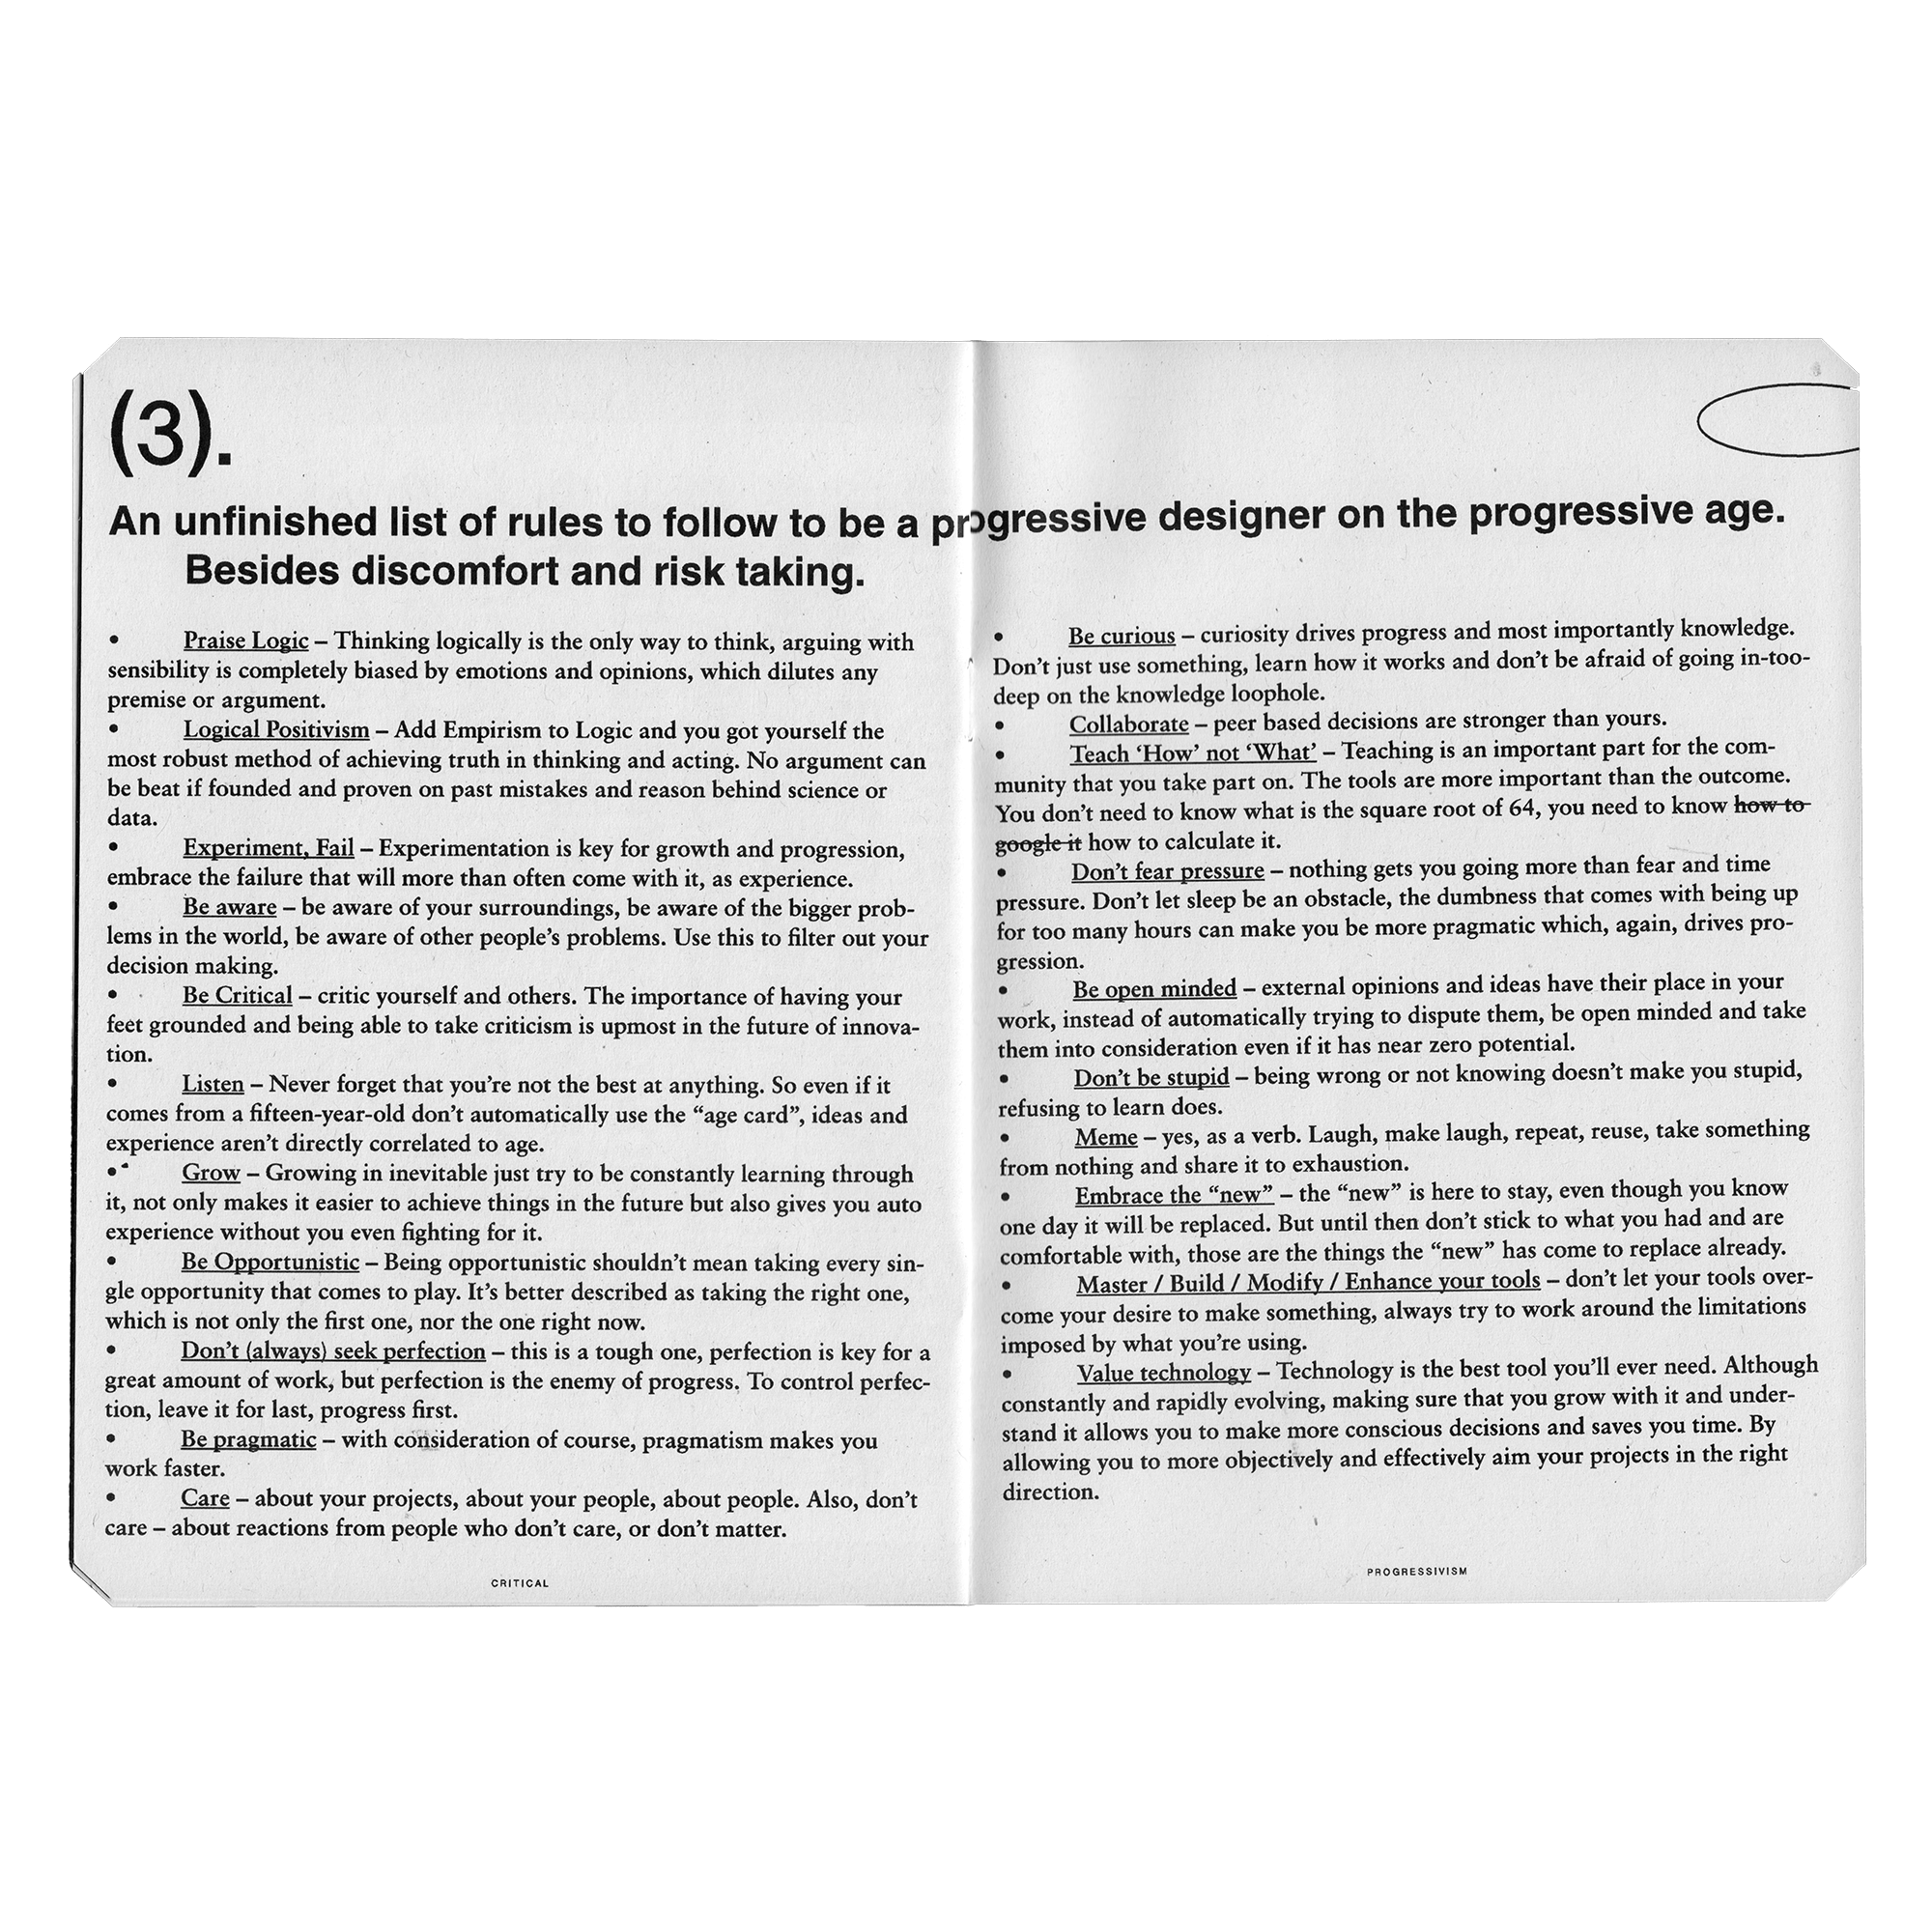 (3).
An unfinished list of rules to follow to be a progressive designer on the progressive age.
Besides discomfort and risk taking.
• Praise Logic – Thinking logically is the only way to think, arguing with
sensibility is completely biased by emotions and opinions, which dilutes any
premise or argument.
• Logical Positivism – Add Empirism to Logic and you got yourself the
most robust method of achieving truth in thinking and acting. No argument can
be beat if founded and proven on past mistakes and reason behind science or
data.
• Experiment, Fail – Experimentation is key for growth and progression,
embrace the failure that will more than often come with it, as experience.
• Be aware – be aware of your surroundings, be aware of the bigger prob-
lems in the world, be aware of other people’s problems. Use this to filter out your
decision making.
• Be Critical – critic yourself and others. The importance of having your
feet grounded and being able to take criticism is upmost in the future of innova-
tion.
• Listen – Never forget that you’re not the best at anything. So even if it
comes from a fifteen-year-old don’t automatically use the “age card”, ideas and
experience aren’t directly correlated to age.
• Grow – Growing in inevitable just try to be constantly learning through
it, not only makes it easier to achieve things in the future but also gives you auto
experience without you even fighting for it.
• Be Opportunistic – Being opportunistic shouldn’t mean taking every sin-
gle opportunity that comes to play. It’s better described as taking the right one,
which is not only the first one, nor the one right now.
• Don’t (always) seek perfection – this is a tough one, perfection is key for a
great amount of work, but perfection is the enemy of progress. To control perfec-
tion, leave it for last, progress first.
• Be pragmatic – with consideration of course, pragmatism makes you
work faster.
• Care – about your projects, about your people, about people. Also, don’t
care – about reactions from people who don’t care, or don’t matter.
CRITICAL
• Be curious – curiosity drives progress and most importantly knowledge.
Don’t just use something, learn how it works and don’t be afraid of going in-too-
deep on the knowledge loophole.
• Collaborate – peer based decisions are stronger than yours.
• Teach ‘How’ not ‘What’ – Teaching is an important part for the com-
munity that you take part on. The tools are more important than the outcome.
You don’t need to know what is the square root of 64, you need to know how to
google it how to calculate it.
• Don’t fear pressure – nothing gets you going more than fear and time
pressure. Don’t let sleep be an obstacle, the dumbness that comes with being up
for too many hours can make you be more pragmatic which, again, drives pro-
gression.
• Be open minded – external opinions and ideas have their place in your
work, instead of automatically trying to dispute them, be open minded and take
them into consideration even if it has near zero potential.
• Don’t be stupid – being wrong or not knowing doesn’t make you stupid,
refusing to learn does.
• Meme – yes, as a verb. Laugh, make laugh, repeat, reuse, take something
from nothing and share it to exhaustion.
• Embrace the “new” – the “new” is here to stay, even though you know
one day it will be replaced. But until then don’t stick to what you had and are
comfortable with, those are the things the “new” has come to replace already.
• Master / Build / Modify / Enhance your tools – don’t let your tools over-
come your desire to make something, always try to work around the limitations
imposed by what you’re using.
• Value technology – Technology is the best tool you’ll ever need. Although
constantly and rapidly evolving, making sure that you grow with it and under-
stand it allows you to make more conscious decisions and saves you time. By
allowing you to more objectively and effectively aim your projects in the right
direction.
PROGRESSIVISM